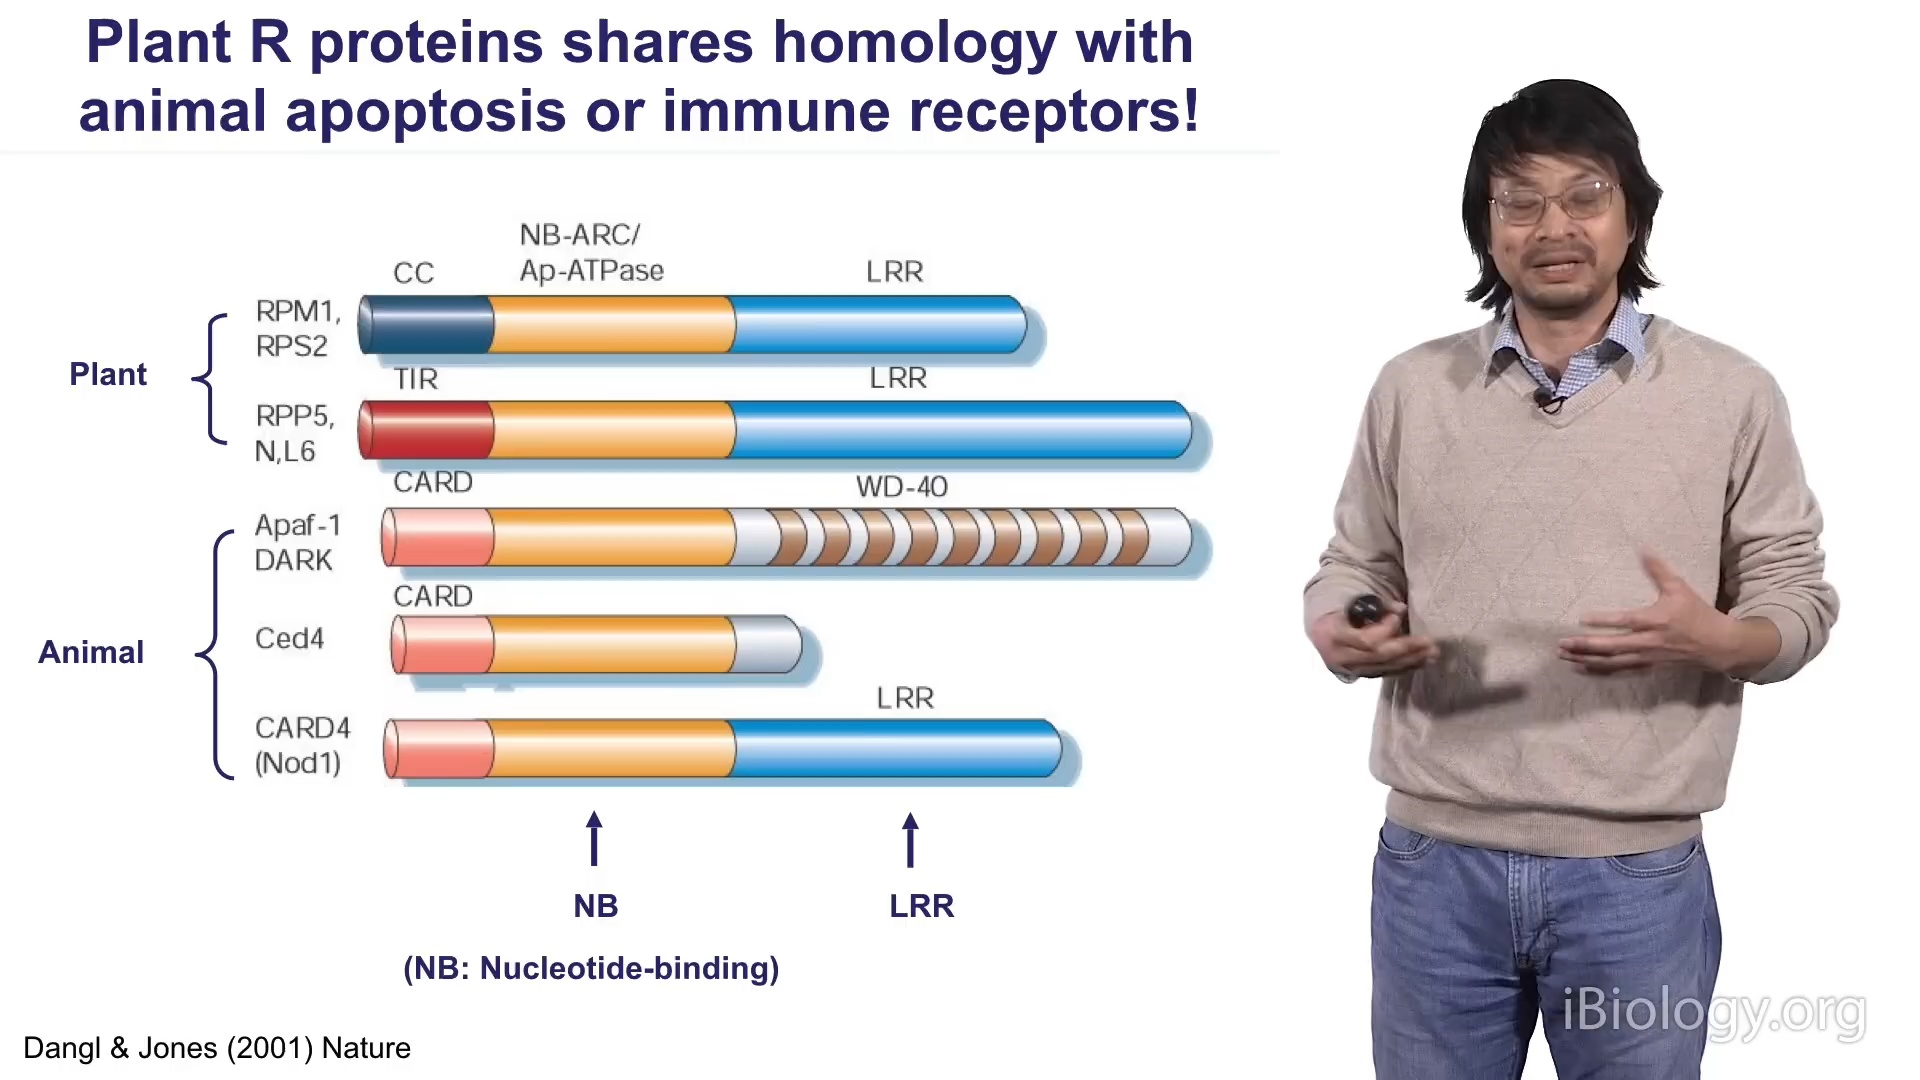 Plant R proteins shares homology with
animal apoptosis or immune receptors!
NB-ARC/
CC
Ap-ATPase
LRR
RPM1,
RPS2
Plant
TIR
LRR
RPP5,
N,L6
CARD
WD-40
Apaf-1
DARK
CARD
Ced4
Animal
LRR
CARD4
(Nod1)
NB
LRR
(NB: Nucleotide-binding)
iBiology.org
Dangl & Jones (2001) Nature